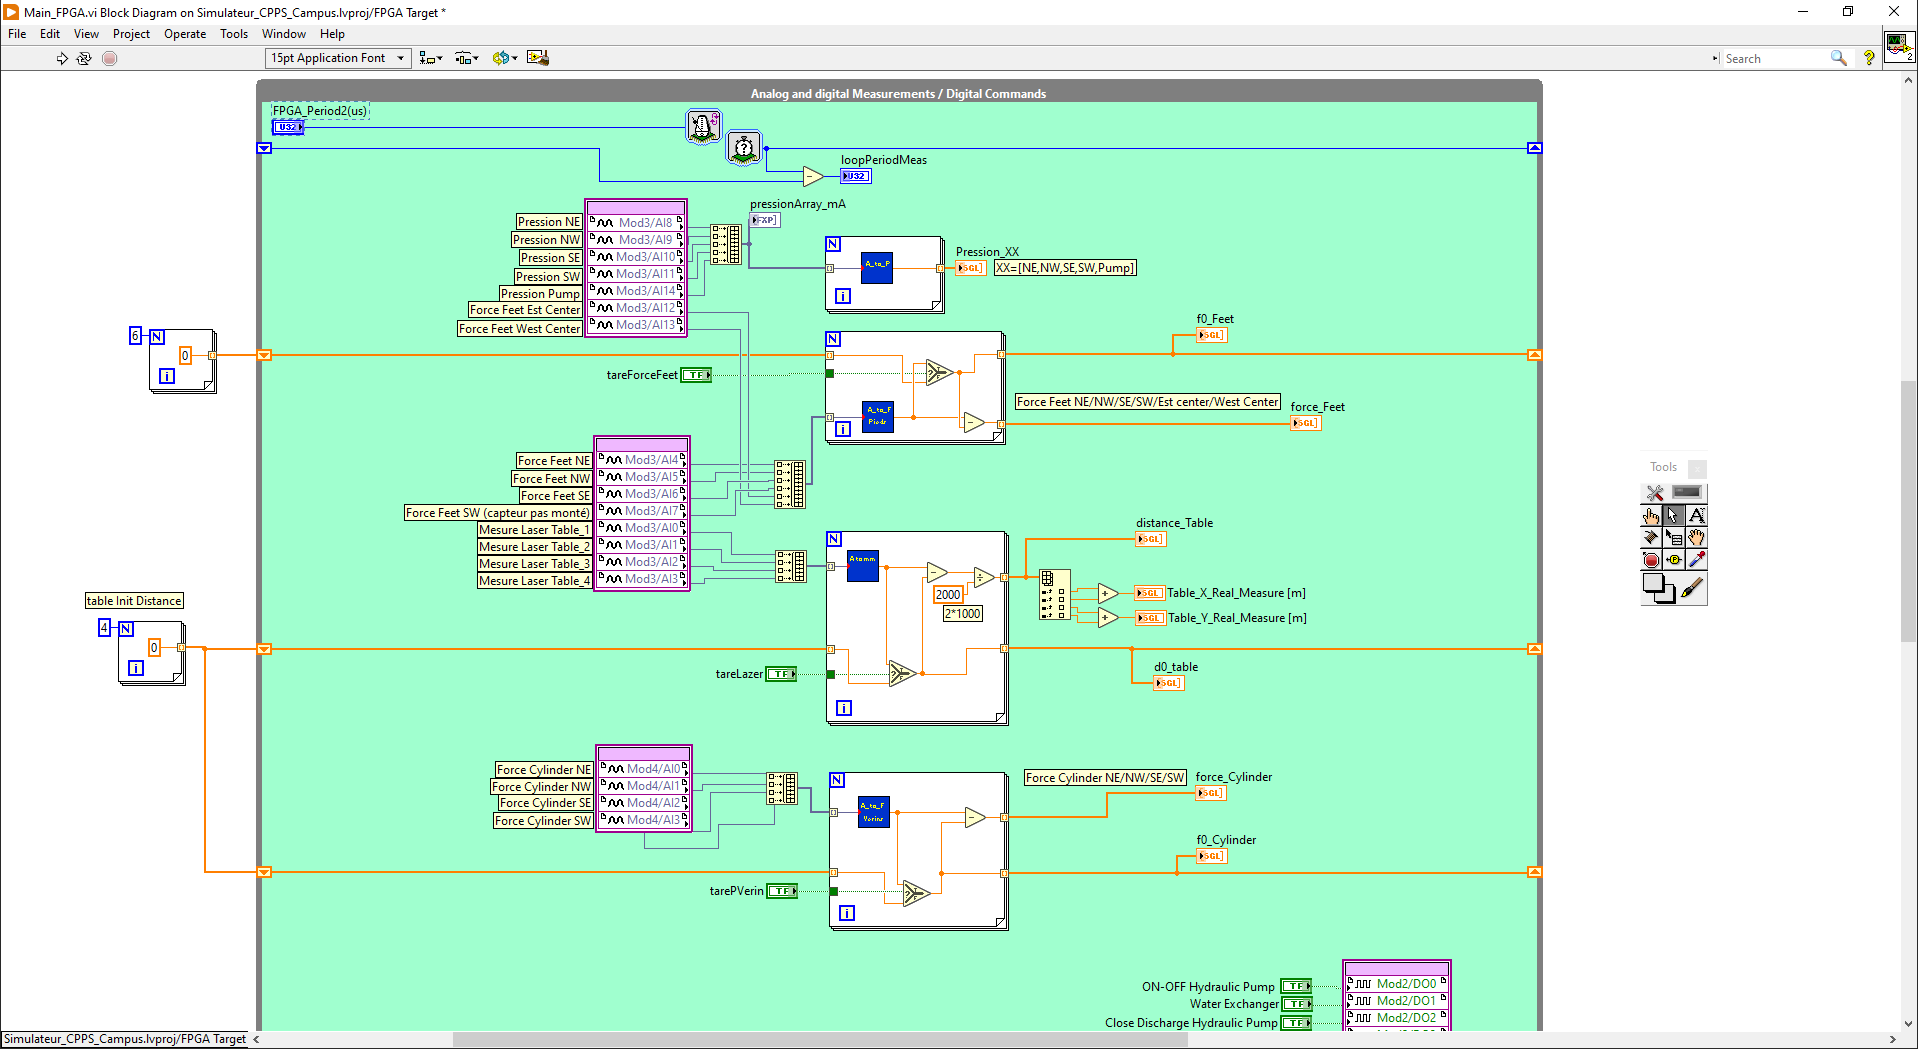 Main_FPGA.vi Block Diagram on Simulateur_CPPS_Campus.lvproj/FPGA Target *
File Edit View Project Operate Tools Window Help
15pt Application Font
Search
2
Analog and digital Measurements / Digital Commands
FPGA_Period2(us)
U32
loopPeriodMeas
U32
pressionArray_mA
FXP]
Pression NE
Mod3/AI8
Pression NW
Mod3/AI9
Pression SE
Mod3/AI10
Pression SW
Mod3/AI11
Pression Pump
Mod3/AI14
Force Feet Est Center
Mod3/AI12
Force Feet West Center
Mod3/AI13
N
A_to_P
i
Pression_XX
SGL]
XX=[NE,NW,SE,SW,Pump]
6
N
0
i
f0_Feet
SGL]
tareForceFeet
TF
N
A_to_F
Pieds
i
Force Feet NE/NW/SE/SW/Est center/West Center
force_Feet
SGL]
Force Feet NE
Mod3/AI4
Force Feet NW
Mod3/AI5
Force Feet SE
Mod3/AI6
Force Feet SW (capteur pas monté)
Mod3/AI7
Mesure Laser Table_1
Mod3/AI0
Mesure Laser Table_2
Mod3/AI1
Mesure Laser Table_3
Mod3/AI2
Mesure Laser Table_4
Mod3/AI3
Tools
distance_Table
SGL]
N
Atomm
2000
2*1000
i
Table_X_Real_Measure [m]
SGL]
Table_Y_Real_Measure [m]
SGL]
table Init Distance
4
N
0
i
tareLazer
TF
d0_table
SGL]
Force Cylinder NE
Mod4/AI0
Force Cylinder NW
Mod4/AI1
Force Cylinder SE
Mod4/AI2
Force Cylinder SW
Mod4/AI3
N
A_to_F
Verins
i
Force Cylinder NE/NW/SE/SW
force_Cylinder
SGL]
f0_Cylinder
SGL]
tarePVerin
TF
ON-OFF Hydraulic Pump
TF
Mod2/DO0
Water Exchanger
TF
Mod2/DO1
Close Discharge Hydraulic Pump
TF
Mod2/DO2
Simulateur_CPPS_Campus.lvproj/FPGA Target